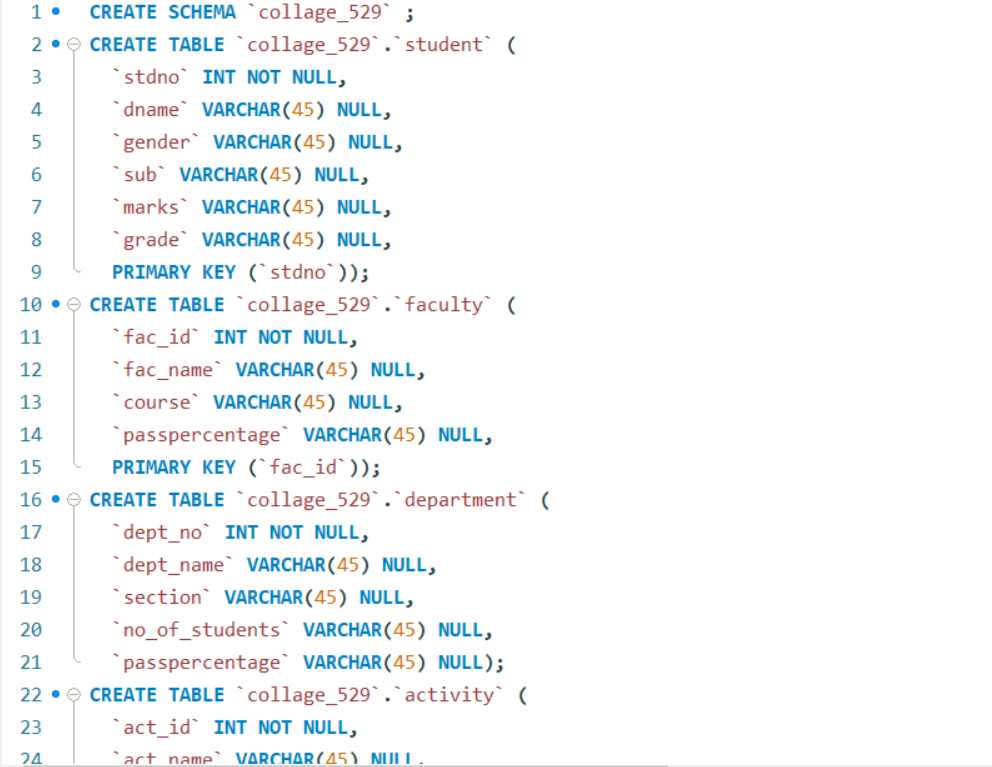 1 CREATE SCHEMA `collage_529` ;
2 CREATE TABLE `collage_529`.`student` (
3 `stdno` INT NOT NULL,
4 `dname` VARCHAR(45) NULL,
5 `gender` VARCHAR(45) NULL,
6 `sub` VARCHAR(45) NULL,
7 `marks` VARCHAR(45) NULL,
8 `grade` VARCHAR(45) NULL,
9 PRIMARY KEY (`stdno`));
10 CREATE TABLE `collage_529`.`faculty` (
11 `fac_id` INT NOT NULL,
12 `fac_name` VARCHAR(45) NULL,
13 `course` VARCHAR(45) NULL,
14 `passpercentage` VARCHAR(45) NULL,
15 PRIMARY KEY (`fac_id`));
16 CREATE TABLE `collage_529`.`department` (
17 `dept_no` INT NOT NULL,
18 `dept_name` VARCHAR(45) NULL,
19 `section` VARCHAR(45) NULL,
20 `no_of_students` VARCHAR(45) NULL,
21 `passpercentage` VARCHAR(45) NULL);
22 CREATE TABLE `collage_529`.`activity` (
23 `act_id` INT NOT NULL,
24 `act_name` VARCHAR(45) NULL,